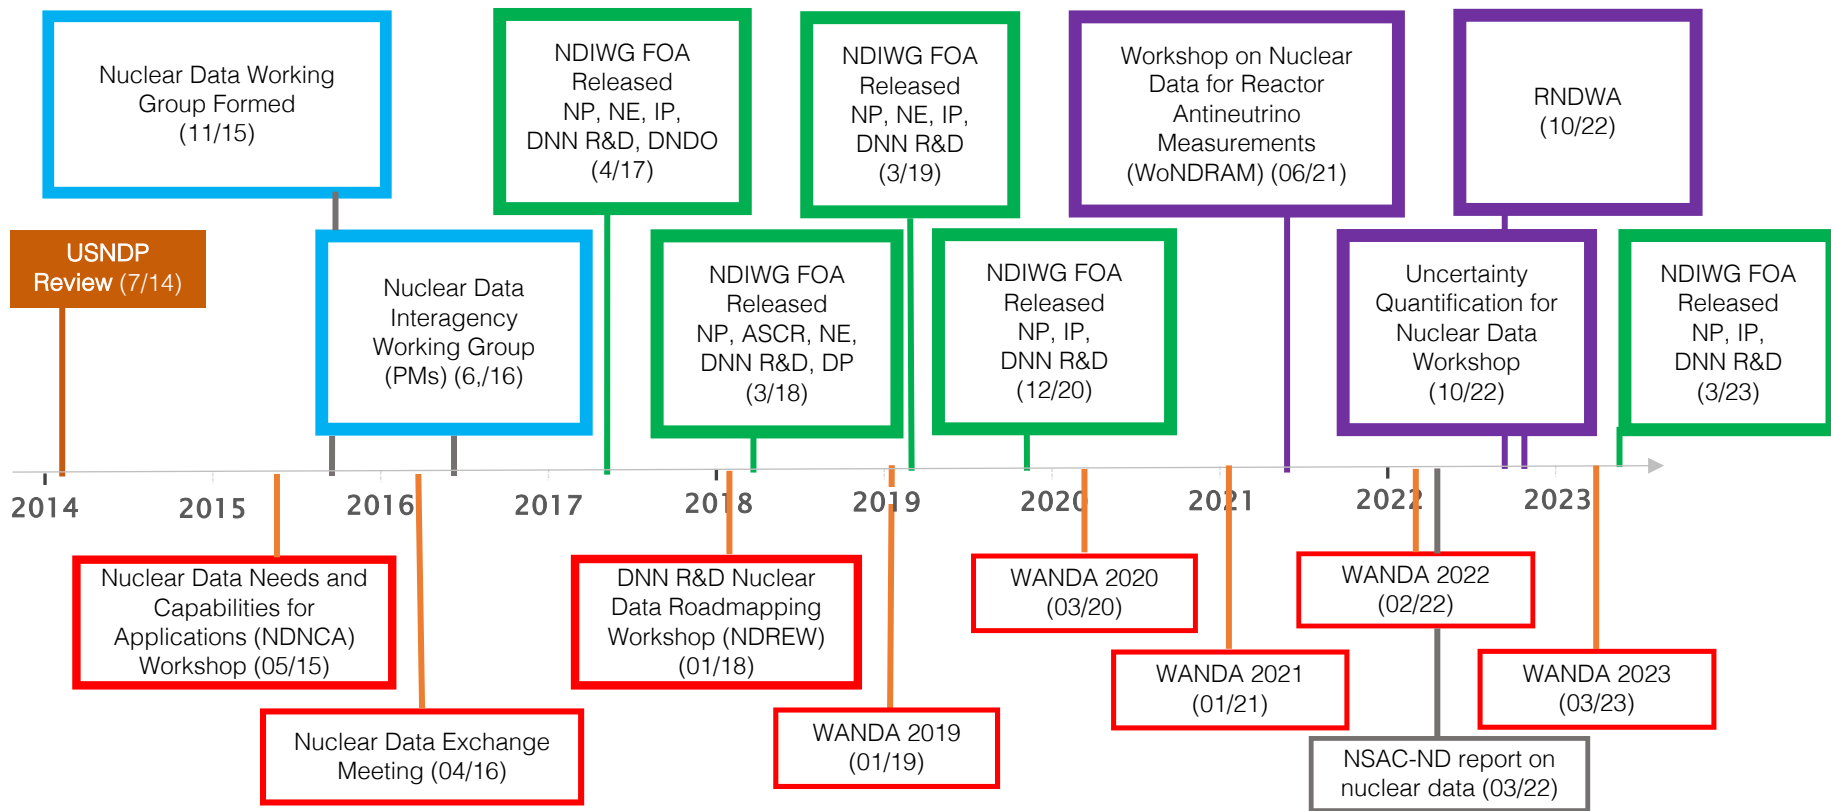 Nuclear Data Working
Group Formed
(11/15)
NDIWG FOA
Released
NP, NE, IP,
DNN R&D, DNDO
(4/17)
NDIWG FOA
Released
NP, NE, IP,
DNN R&D
(3/19)
Workshop on Nuclear
Data for Reactor
Antineutrino
Measurements
(WoNDRAM) (06/21)
RNDWA
(10/22)
USNDP
Review (7/14)
Nuclear Data
Interagency
Working Group
(PMs) (6,/16)
NDIWG FOA
Released
NP, ASCR, NE,
DNN R&D, DP
(3/18)
NDIWG FOA
Released
NP, IP,
DNN R&D
(12/20)
Uncertainty
Quantification for
Nuclear Data
Workshop
(10/22)
NDIWG FOA
Released
NP, IP,
DNN R&D
(3/23)
2014 2015 2016 2017 2018 2019 2020 2021 2022 2023
Nuclear Data Needs and
Capabilities for
Applications (NDNCA)
Workshop (05/15)
DNN R&D Nuclear
Data Roadmapping
Workshop (NDREW)
(01/18)
WANDA 2020
(03/20)
WANDA 2022
(02/22)
WANDA 2021
(01/21)
WANDA 2023
(03/23)
Nuclear Data Exchange
Meeting (04/16)
WANDA 2019
(01/19)
NSAC-ND report on
nuclear data (03/22)